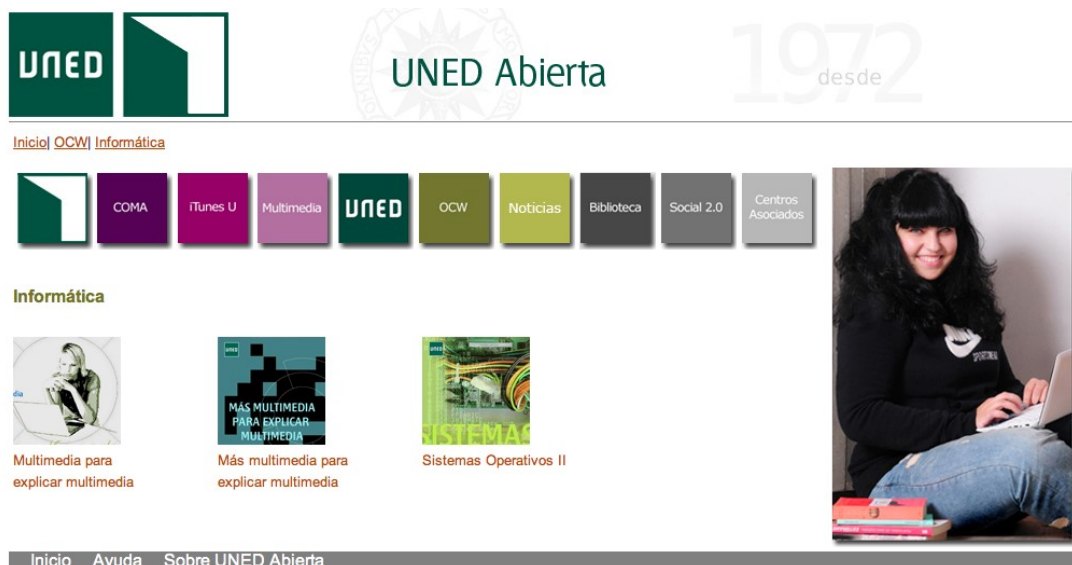 UNED
UNED Abierta
desde
1972
Inicio| OCW| Informática
COMA
iTunes U
Multimedia
UNED
OCW
Noticias
Biblioteca
Social 2.0
Centros
Asociados
Informática
dia
UNED
MÁS MULTIMEDIA
PARA EXPLICAR
MULTIMEDIA
UNED
SISTEMAS
Multimedia para
explicar multimedia
Más multimedia para
explicar multimedia
Sistemas Operativos II
Inicio Ayuda Sobre UNED Abierta